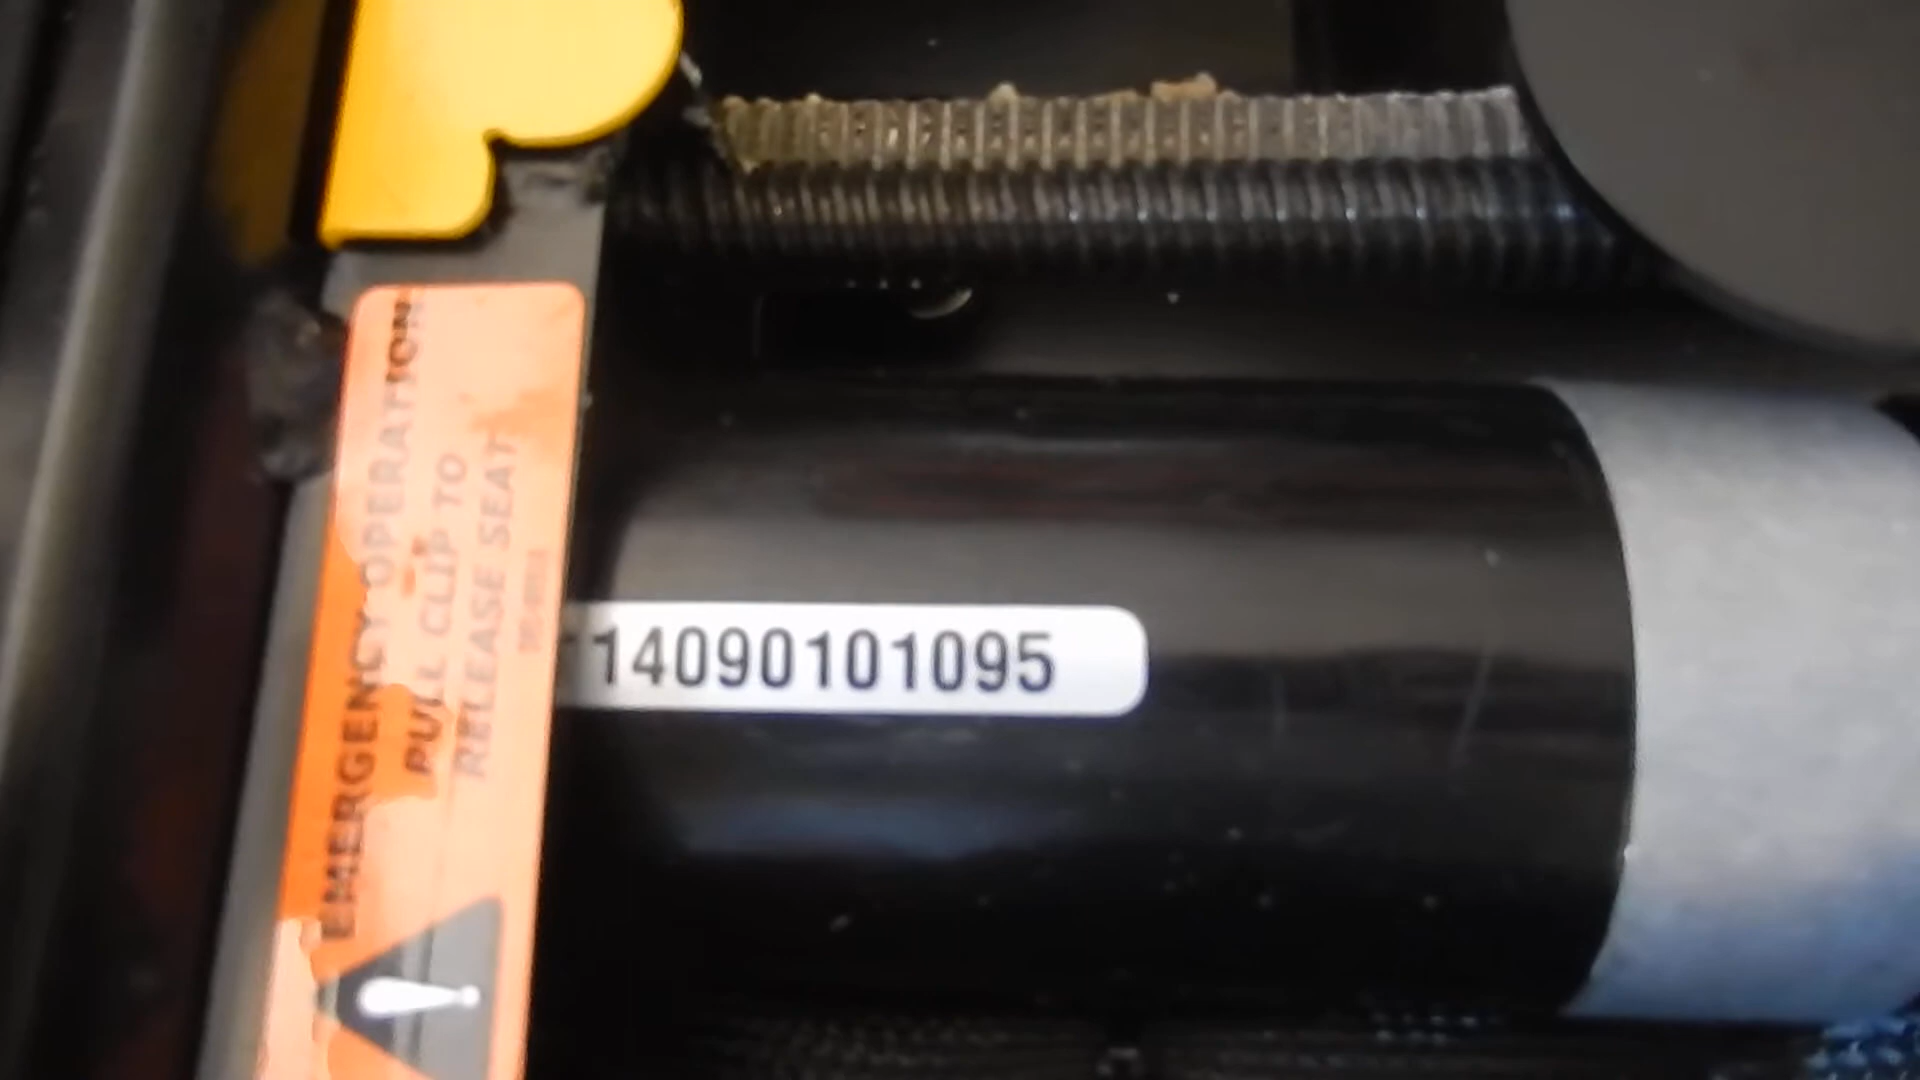 EMERGENCY OPERATION
PULL CLIP TO
RELEASE SEAT
14090101095